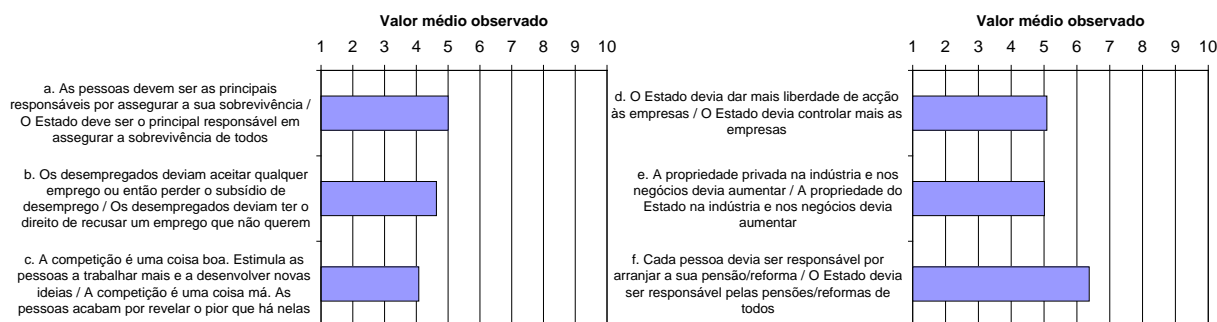 Valor médio observado
1 2 3 4 5 6 7 8 9 10
a. As pessoas devem ser as principais
responsáveis por assegurar a sua sobrevivência /
O Estado deve ser o principal responsável em
assegurar a sobrevivência de todos
b. Os desempregados deviam aceitar qualquer
emprego ou então perder o subsídio de
desemprego / Os desempregados deviam ter o
direito de recusar um emprego que não querem
c. A competição é uma coisa boa. Estimula as
pessoas a trabalhar mais e a desenvolver novas
ideias / A competição é uma coisa má. As
pessoas acabam por revelar o pior que há nelas
Valor médio observado
1 2 3 4 5 6 7 8 9 10
d. O Estado devia dar mais liberdade de acção
às empresas / O Estado devia controlar mais as
empresas
e. A propriedade privada na indústria e nos
negócios devia aumentar / A propriedade do
Estado na indústria e nos negócios devia
aumentar
f. Cada pessoa devia ser responsável por
arranjar a sua pensão/reforma / O Estado devia
ser responsável pelas pensões/reformas de
todos